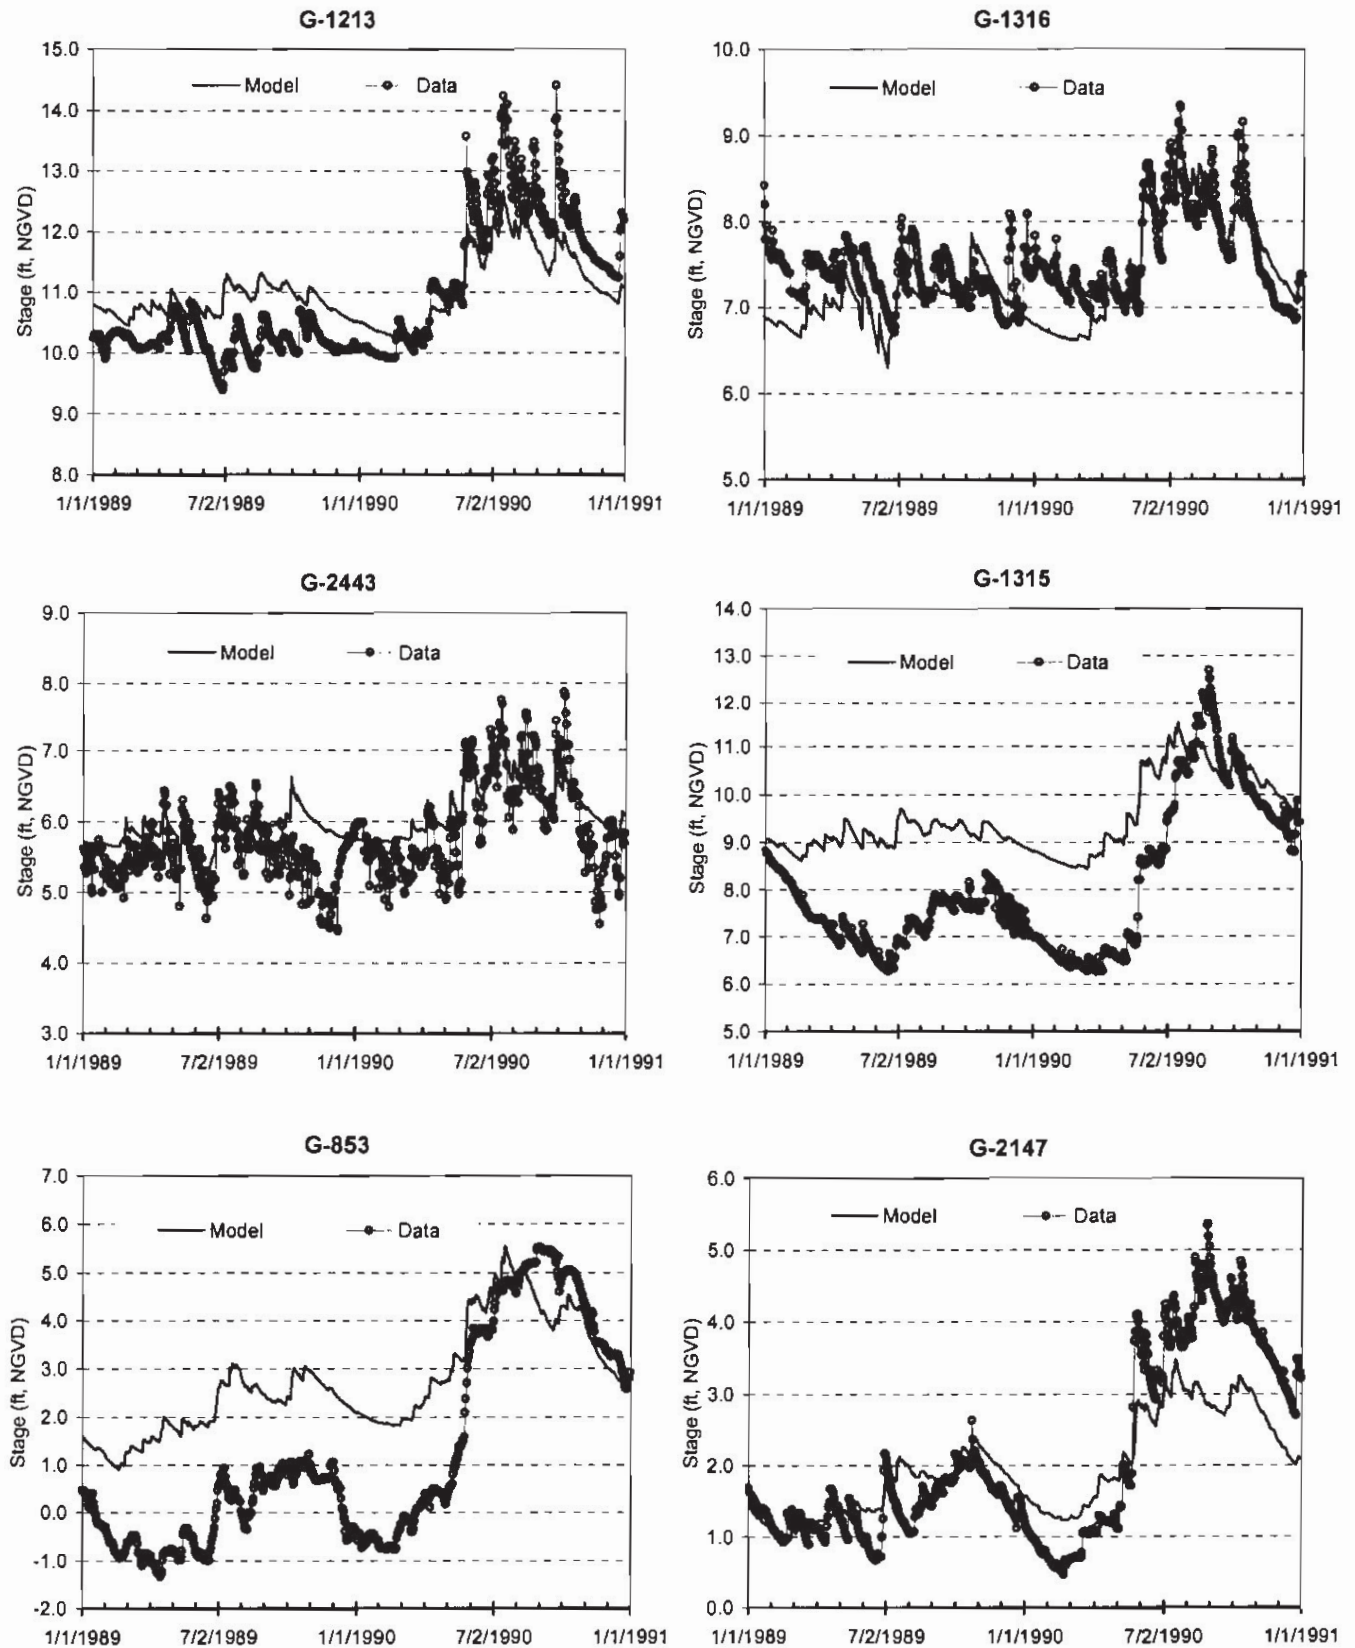 G-1213
15.0
14.0
13.0
12.0
11.0
10.0
9.0
8.0
Stage (ft, NGVD)
Model Data
1/1/1989 7/2/1989 1/1/1990 7/2/1990 1/1/1991
G-1316
10.0
9.0
8.0
7.0
6.0
5.0
Stage (ft, NGVD)
Model Data
1/1/1989 7/2/1989 1/1/1990 7/2/1990 1/1/1991
G-2443
9.0
8.0
7.0
6.0
5.0
4.0
3.0
Stage (ft, NGVD)
Model Data
1/1/1989 7/2/1989 1/1/1990 7/2/1990 1/1/1991
G-1315
14.0
13.0
12.0
11.0
10.0
9.0
8.0
7.0
6.0
5.0
Stage (ft, NGVD)
Model Data
1/1/1989 7/2/1989 1/1/1990 7/2/1990 1/1/1991
G-853
7.0
6.0
5.0
4.0
3.0
2.0
1.0
0.0
-1.0
-2.0
Stage (ft, NGVD)
Model Data
1/1/1989 7/2/1989 1/1/1990 7/2/1990 1/1/1991
G-2147
6.0
5.0
4.0
3.0
2.0
1.0
0.0
Stage (ft, NGVD)
Model Data
1/1/1989 7/2/1989 1/1/1990 7/2/1990 1/1/1991